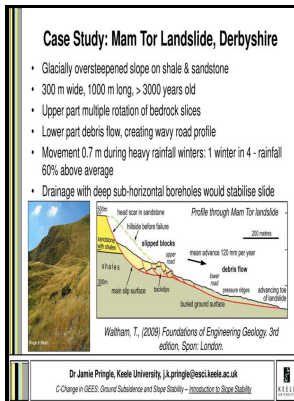 Case Study: Mam Tor Landslide, Derbyshire
• Glacially oversteepened slope on shale & sandstone
• 300 m wide, 1000 m long, > 3000 years old
• Upper part multiple rotation of bedrock slices
• Lower part debris flow, creating wavy road profile
• Movement 0.7 m during heavy rainfall winters: 1 winter in 4 - rainfall
60% above average
• Drainage with deep sub-horizontal boreholes would stabilise slide
500m
head scar in sandstone
Profile through Mam Tor landslide
hillside before failure
200 metres
sandstone
with shales
slipped blocks
upper
road
mean advance 120 mm per year
debris flow
shales
lower
road
pressure ridges
advancing toe
of landslide
300m
main slip surface
backtips
buried ground surface
Waltham, T., (2009) Foundations of Engineering Geology. 3rd
edition, Spon: London.
Dr Jamie Pringle, Keele University, j.k.pringle@esci.keele.ac.uk
C-Change in GEES: Ground Subsidence and Slope Stability – Introduction to Slope Stability
KEELE